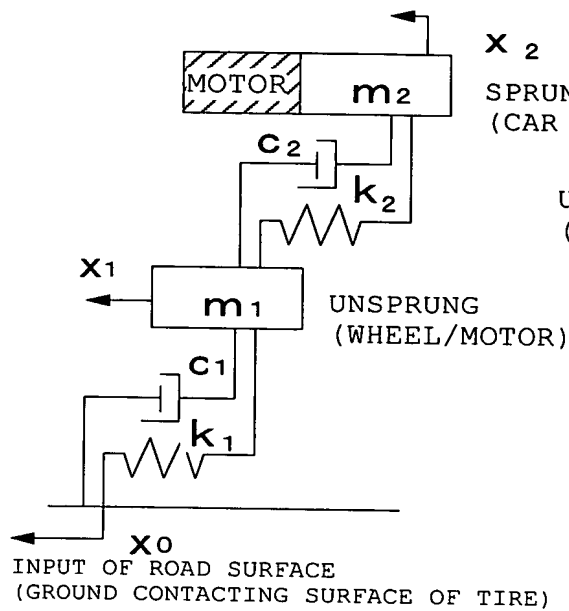 x 2
MOTOR
m2
SPRUN
(CAR
c2
k2
U
(
x1
m1
UNSPRUNG
(WHEEL/MOTOR)
c1
k1
x0
INPUT OF ROAD SURFACE
(GROUND CONTACTING SURFACE OF TIRE)